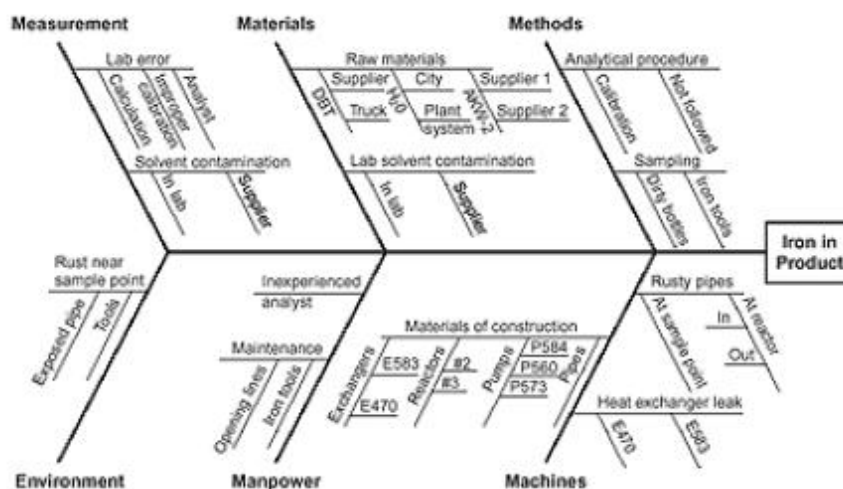 Measurement
Materials
Methods
Lab error
Calculation
Improper
calibration
Analyst
Solvent contamination
In lab
Supplier
Raw materials
DBT
Supplier
Truck
H20
City
Plant
system
AKW-2
Supplier 1
Supplier 2
Lab solvent contamination
In lab
Supplier
Analytical procedure
Calibration
Not followed
Sampling
Dirty bottles
Iron tools
Iron in
Product
Rust near
sample point
Exposed pipe
Tools
Inexperienced
analyst
Maintenance
Opening lines
Iron tools
Materials of construction
Exchangers
E583
E470
Reactors
#2
#3
Pumps
P584
P560
P573
Pipes
Rusty pipes
At sample point
At reactor
In
Out
Heat exchanger leak
E470
E583
Environment
Manpower
Machines